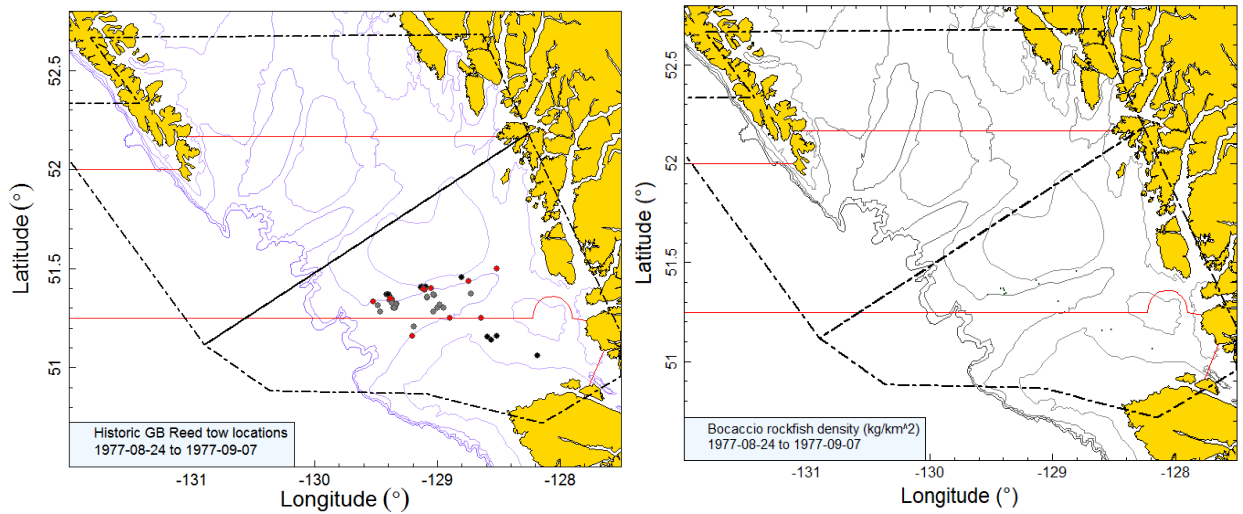 52.5
52
51.5
51
Latitude (°)
Historic GB Reed tow locations
1977-08-24 to 1977-09-07
-131
-130
-129
-128
Longitude (°)
52.5
52
51.5
51
Latitude (°)
Bocaccio rockfish density (kg/km^2)
1977-08-24 to 1977-09-07
-131
-130
-129
-128
Longitude (°)